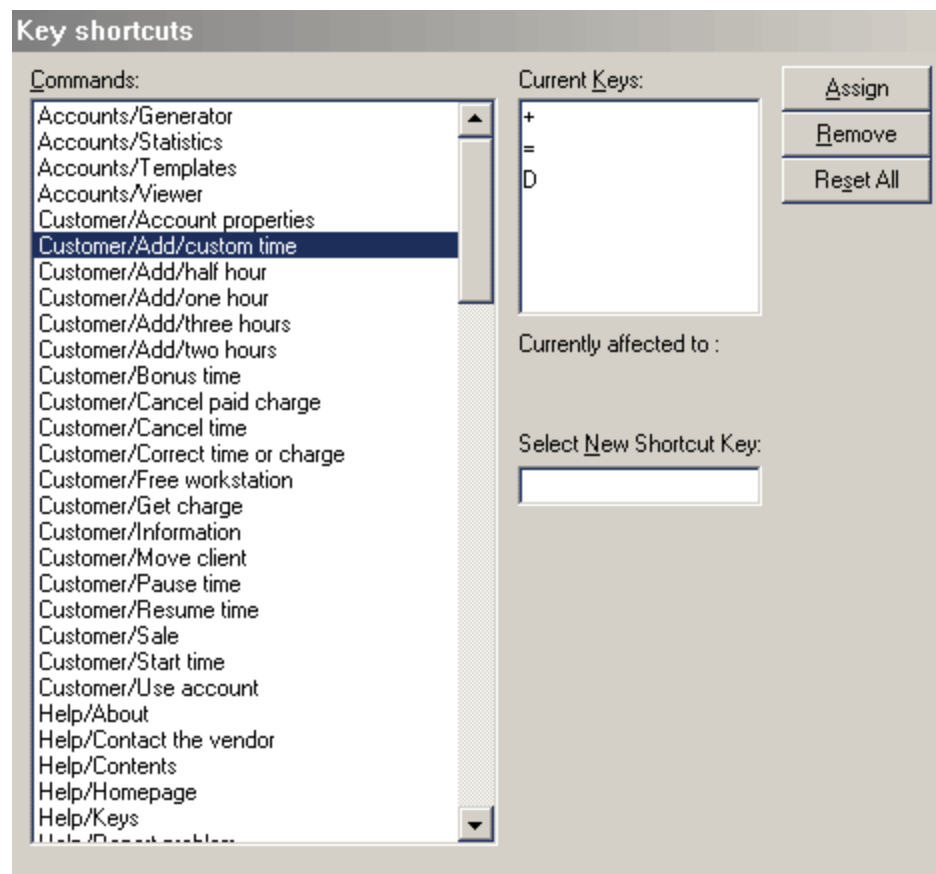 Key shortcuts
Commands:
Accounts/Generator
Accounts/Statistics
Accounts/Templates
Accounts/Viewer
Customer/Account properties
Customer/Add/custom time
Customer/Add/half hour
Customer/Add/one hour
Customer/Add/three hours
Customer/Add/two hours
Customer/Bonus time
Customer/Cancel paid charge
Customer/Cancel time
Customer/Correct time or charge
Customer/Free workstation
Customer/Get charge
Customer/Information
Customer/Move client
Customer/Pause time
Customer/Resume time
Customer/Sale
Customer/Start time
Customer/Use account
Help/About
Help/Contact the vendor
Help/Contents
Help/Homepage
Help/Keys
Help/Report problem
Current Keys:
+
=
D
Currently affected to :
Select New Shortcut Key:
Assign
Remove
Reset All